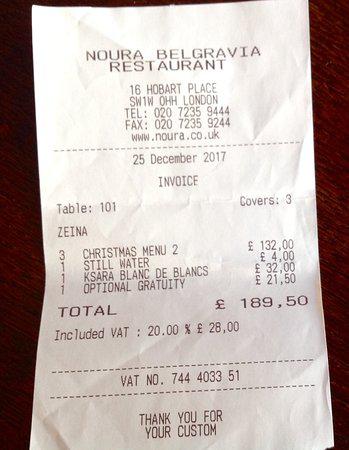 NOURA BELGRAVIA
RESTAURANT
16 HOBART PLACE
SW1W OHH LONDON
TEL: 020 7235 9444
FAX: 020 7235 9244
www.noura.co.uk
25 December 2017
INVOICE
Table: 101 Covers: 3
ZEINA
3 CHRISTMAS MENU 2 £ 132,00
1 STILL WATER £ 4,00
1 KSARA BLANC DE BLANCS £ 32,00
1 OPTIONAL GRATUITY £ 21,50
TOTAL £ 189,50
Included VAT : 20.00 % £ 28,00
VAT NO. 744 4033 51
THANK YOU FOR
YOUR CUSTOM